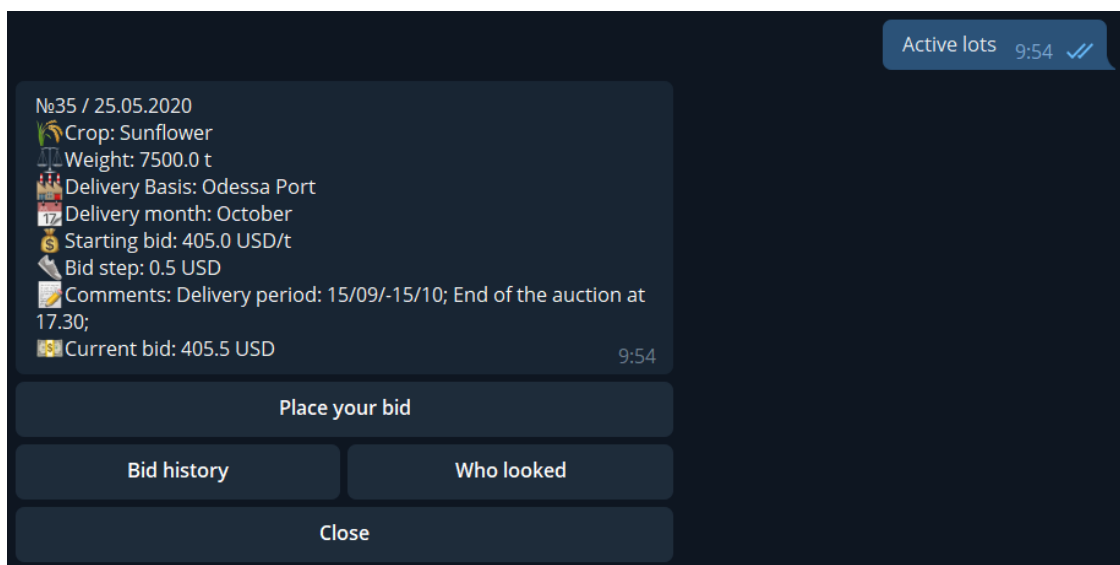 Active lots 9:54
№35 / 25.05.2020
Crop: Sunflower
Weight: 7500.0 t
Delivery Basis: Odessa Port
Delivery month: October
Starting bid: 405.0 USD/t
Bid step: 0.5 USD
Comments: Delivery period: 15/09/-15/10; End of the auction at
17.30;
Current bid: 405.5 USD
9:54
Place your bid
Bid history
Who looked
Close